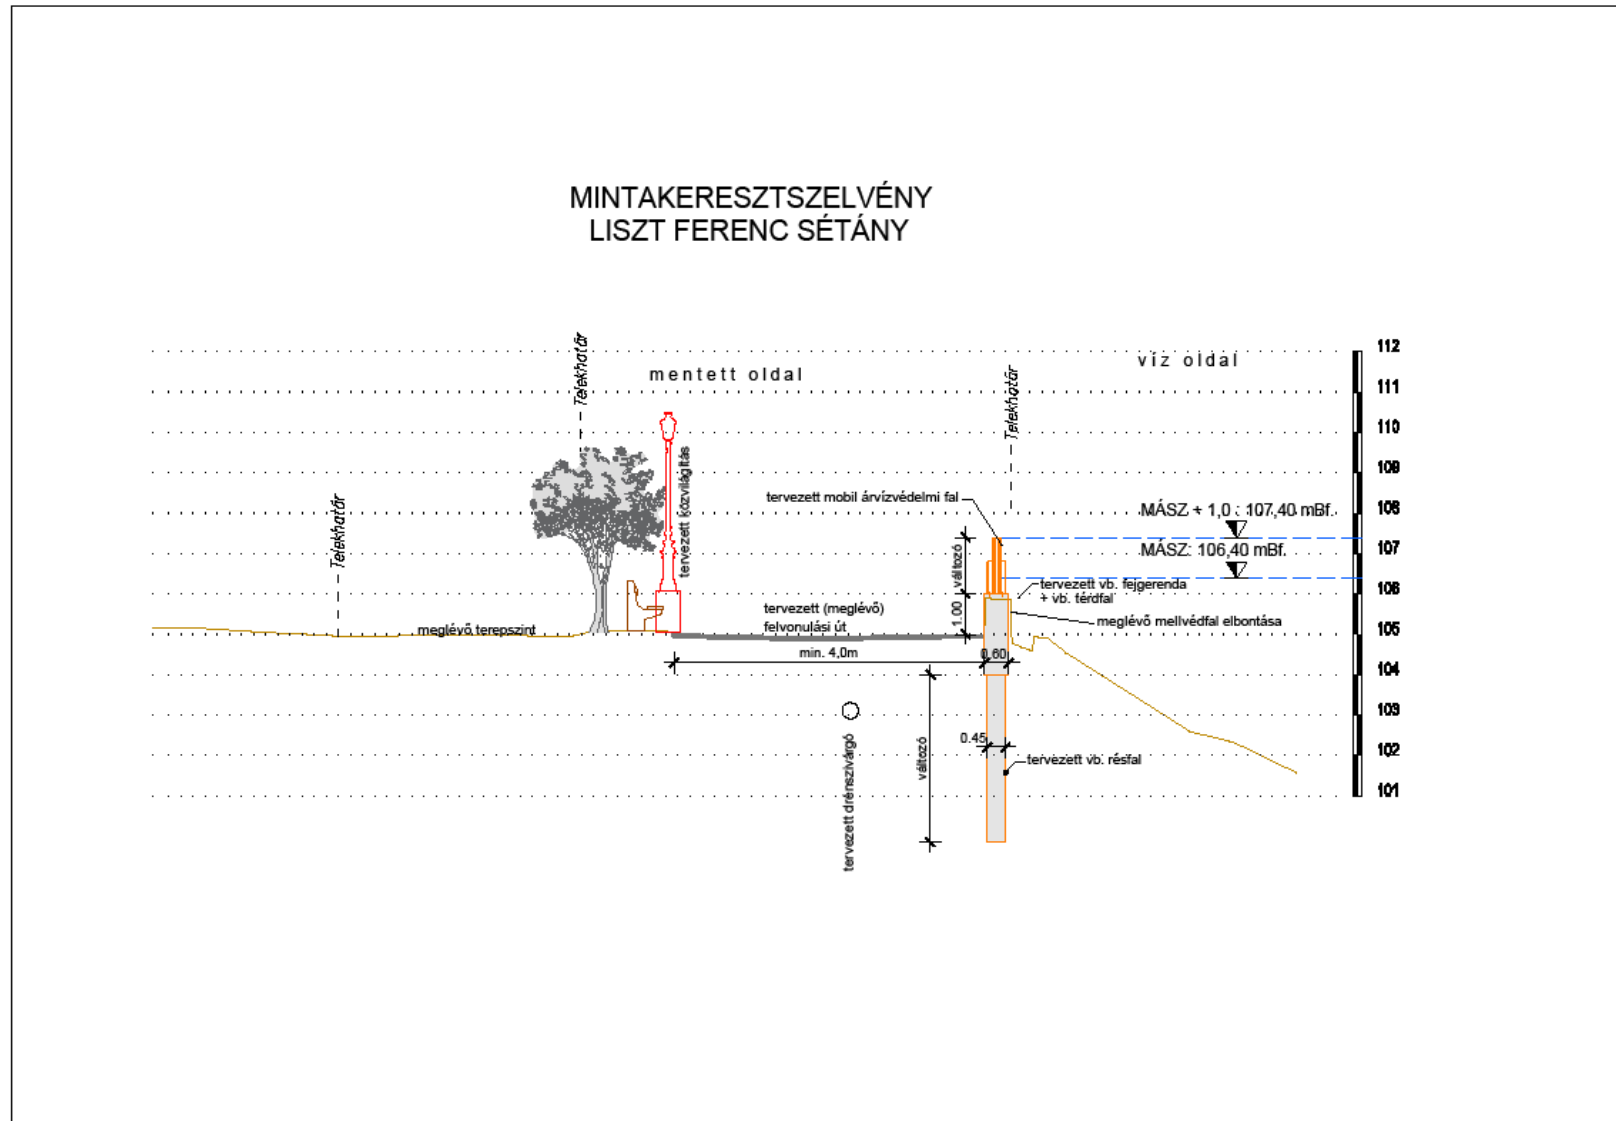 MINTAKERESZTSZELVÉNY
LISZT FERENC SÉTÁNY
mentett oldal
víz oldal
Telekhatár
Telekhatár
Telekhatár
tervezett közvilágítás
tervezett mobil árvízvédelmi fal
MÁSZ + 1,0 : 107,40 mBf.
MÁSZ: 106,40 mBf.
változó
1.00
tervezett vb. fejgerenda
+ vb. térdfal
meglévő mellvédfal elbontása
tervezett (meglévő)
felvonulási út
meglévő terepszint
min. 4,0m
0.60
változó
0.45
tervezett vb. résfal
tervezett drénszivárgó
112
111
110
109
108
107
106
105
104
103
102
101